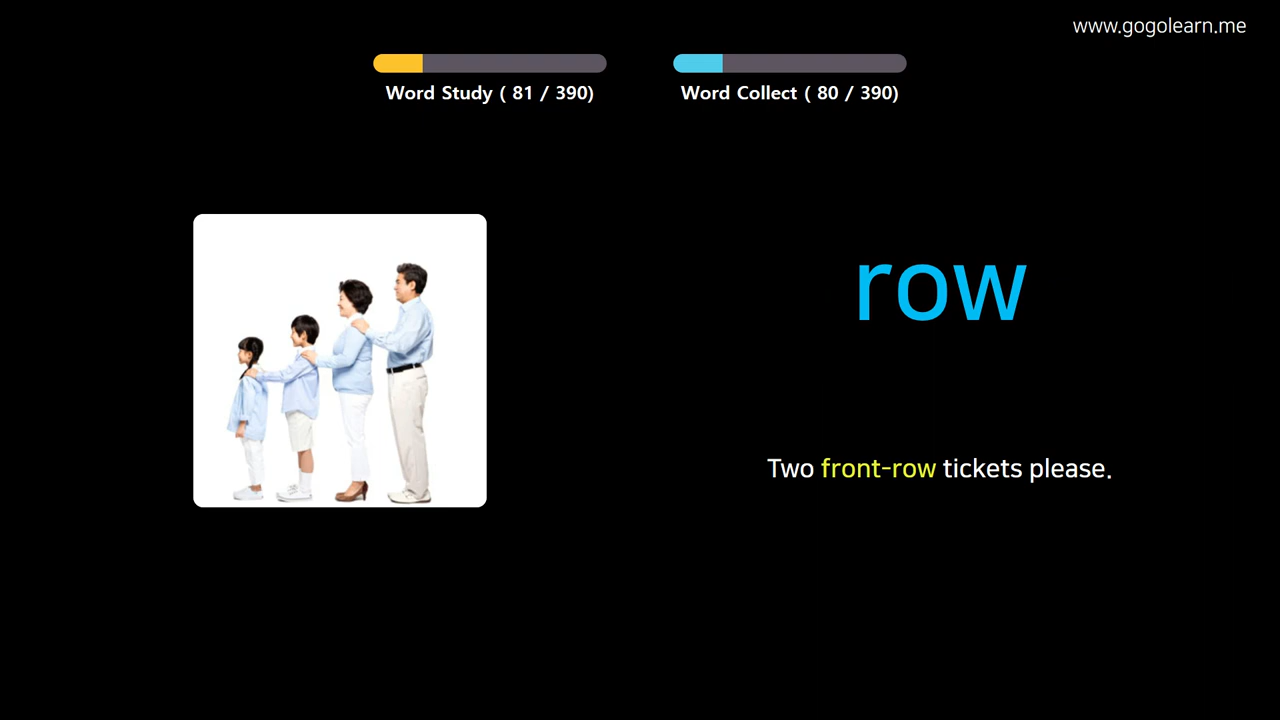 www.gogolearn.me
Word Study ( 81 / 390)
Word Collect ( 80 / 390)
row
Two front-row tickets please.